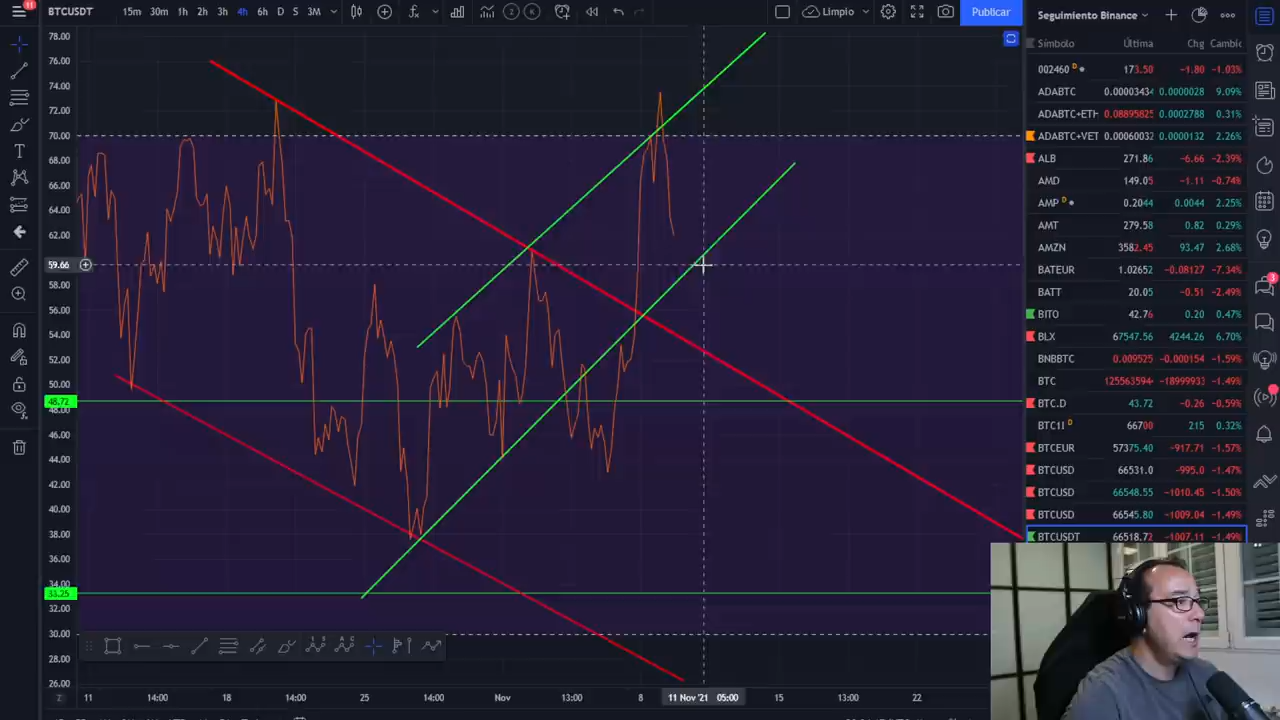 11
BTCUSDT 15m 30m 1h 2h 3h 4h 6h D S 3M Limpio Publicar Seguimiento Binance
Símbolo Última Chg Cambic
002460 D 173.50 -1.80 -1.03%
ADABTC 0.00003434 0.0000028 9.09%
ADABTC+ETH 0.08895825 0.0002788 0.31%
ADABTC+VET 0.00060032 0.0000132 2.26%
ALB 271.86 -6.66 -2.39%
AMD 149.05 -1.11 -0.74%
AMP D 0.2044 0.0044 2.25%
AMT 279.58 0.82 0.29%
AMZN 3582.45 93.47 2.68%
BATEUR 1.02652 -0.08127 -7.34%
BATT 20.05 -0.51 -2.49%
BITO 42.76 0.20 0.47%
BLX 67547.56 4244.26 6.70%
BNBBTC 0.009525 -0.000154 -1.59%
BTC 125563594 -18999933 -1.49%
BTC.D 43.72 -0.26 -0.59%
BTC1! D 66700 215 0.32%
BTCEUR 57375.40 -917.71 -1.57%
BTCUSD 66531.0 -995.0 -1.47%
BTCUSD 66548.55 -1010.45 -1.50%
BTCUSD 66545.80 -1009.04 -1.49%
BTCUSDT 66518.72 -1007.11 -1.49%
3
78.00
76.00
74.00
72.00
70.00
68.00
66.00
64.00
62.00
59.66
58.00
56.00
54.00
52.00
50.00
48.72
48.00
46.00
44.00
42.00
40.00
38.00
36.00
34.00
33.25
32.00
30.00
28.00
26.00
Z 11 14:00 18 14:00 25 14:00 Nov 13:00 8 11 Nov '21 05:00 15 13:00 22